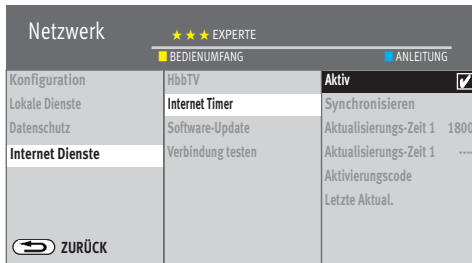 Netzwerk
★ ★ ★ EXPERTE
BEDIENUMFANG
ANLEITUNG
Konfiguration
Lokale Dienste
Datenschutz
Internet Dienste
HbbTV
Internet Timer
Software-Update
Verbindung testen
Aktiv
Synchronisieren
Aktualisierungs-Zeit 1 1800
Aktualisierungs-Zeit 1 ----
Aktivierungscode
Letzte Aktual.
ZURÜCK